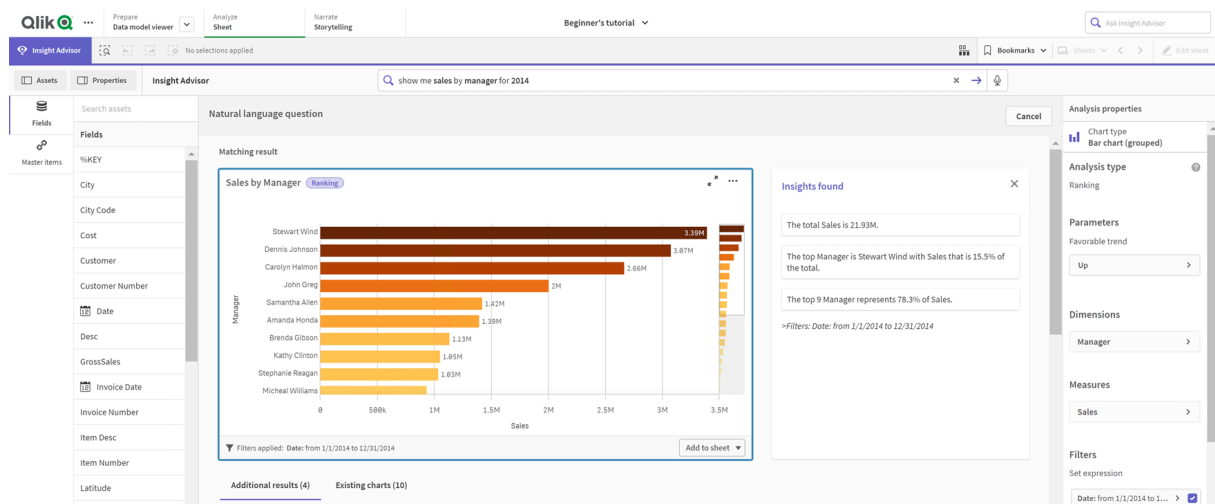 Qlik
Prepare
Data model viewer
Analyze
Sheet
Narrate
Storytelling
Beginner's tutorial
Ask Insight Advisor
Insight Advisor
No selections applied
Bookmarks
Sheets
Edit sheet
Assets
Properties
Insight Advisor
show me sales by manager for 2014
Fields
Master items
Search assets
Fields
%KEY
City
City Code
Cost
Customer
Customer Number
Date
Desc
GrossSales
Invoice Date
Invoice Number
Item Desc
Item Number
Latitude
Natural language question
Cancel
Matching result
Sales by Manager
Ranking
Manager
Stewart Wind 3.39M
Dennis Johnson 3.07M
Carolyn Halmon 2.66M
John Greg 2M
Samantha Allen 1.42M
Amanda Honda 1.39M
Brenda Gibson 1.13M
Kathy Clinton 1.05M
Stephanie Reagan 1.03M
Micheal Williams
0 500k 1M 1.5M 2M 2.5M 3M 3.5M
Sales
Filters applied: Date: from 1/1/2014 to 12/31/2014
Add to sheet
Additional results (4)
Existing charts (10)
Insights found
The total Sales is 21.93M.
The top Manager is Stewart Wind with Sales that is 15.5% of
the total.
The top 9 Manager represents 78.3% of Sales.
>Filters: Date: from 1/1/2014 to 12/31/2014
Analysis properties
Chart type
Bar chart (grouped)
Analysis type
Ranking
Parameters
Favorable trend
Up
Dimensions
Manager
Measures
Sales
Filters
Set expression
Date: from 1/1/2014 to 1...